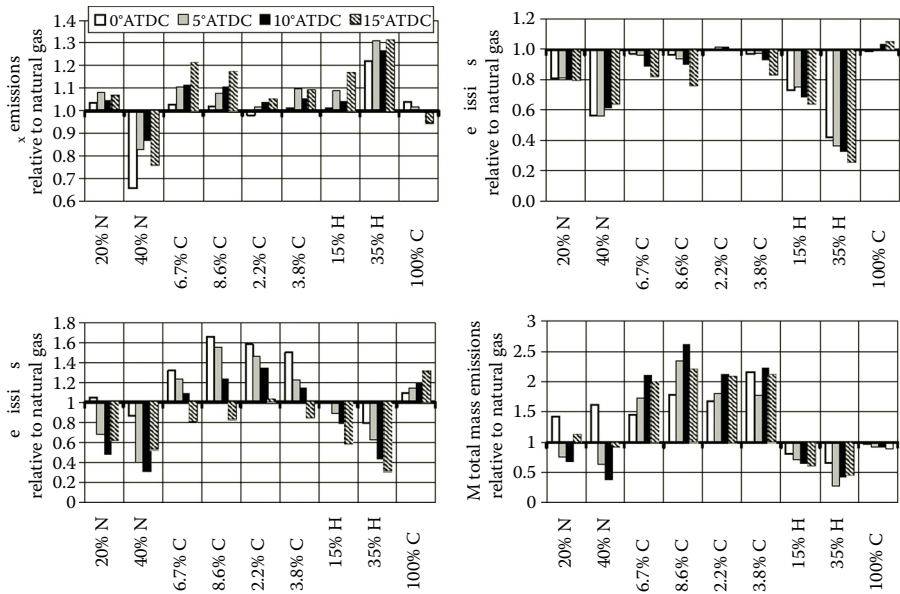 0°ATDC 5°ATDC 10°ATDC 15°ATDC
x emissions
relative to natural gas
1.4
1.3
1.2
1.1
1.0
0.9
0.8
0.7
0.6
20% N
40% N
6.7% C
8.6% C
2.2% C
3.8% C
15% H
35% H
100% C
e issi s
relative to natural gas
1.2
1.0
0.8
0.6
0.4
0.2
0.0
20% N
40% N
6.7% C
8.6% C
2.2% C
3.8% C
15% H
35% H
100% C
e issi s
relative to natural gas
1.8
1.6
1.4
1.2
1
0.8
0.6
0.4
0.2
0
20% N
40% N
6.7% C
8.6% C
2.2% C
3.8% C
15% H
35% H
100% C
M total mass emissions
relative to natural gas
3
2.5
2
1.5
1
0.5
0
20% N
40% N
6.7% C
8.6% C
2.2% C
3.8% C
15% H
35% H
100% C